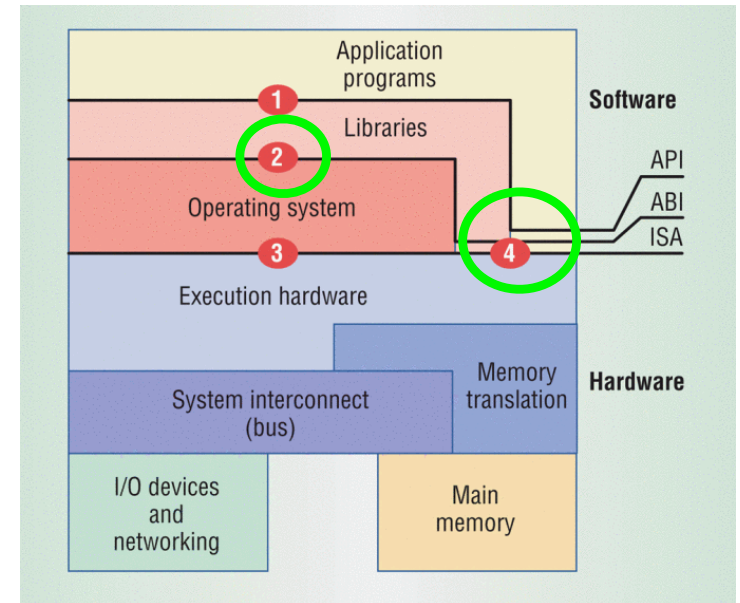 Application
programs
Software
1
Libraries
API
2
ABI
Operating system
ISA
3
4
Execution hardware
Memory
translation
Hardware
System interconnect
(bus)
I/O devices
and
networking
Main
memory